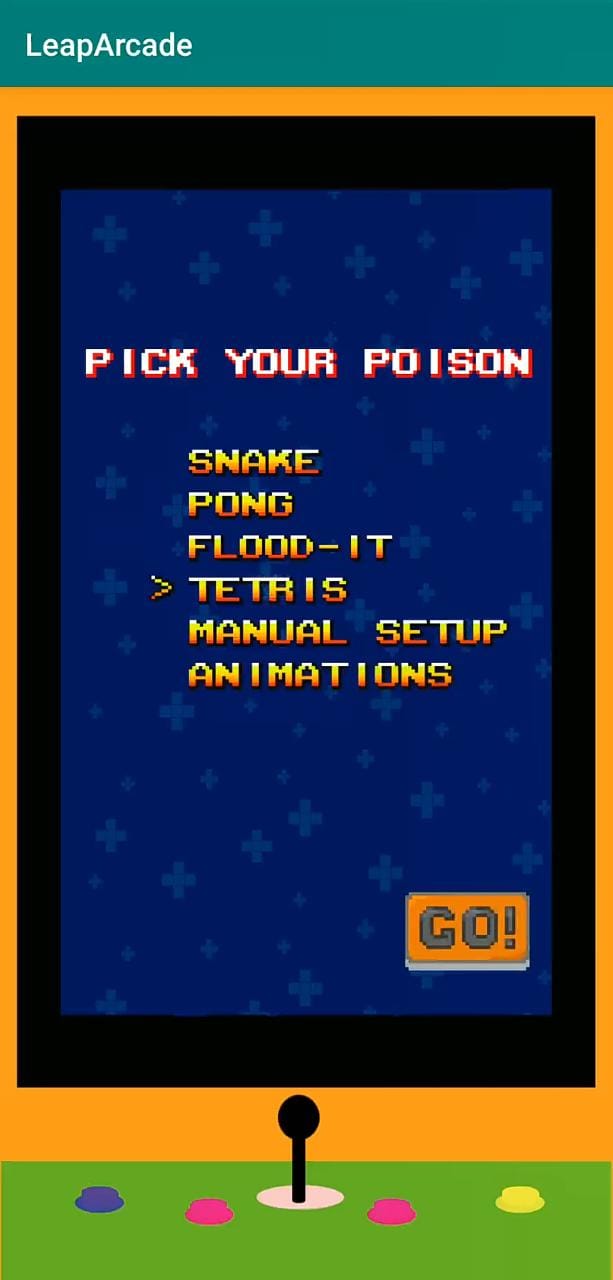 LeapArcade
PICK YOUR POISON
SNAKE
PONG
FLOOD-IT
> TETRIS
MANUAL SETUP
ANIMATIONS
GO!